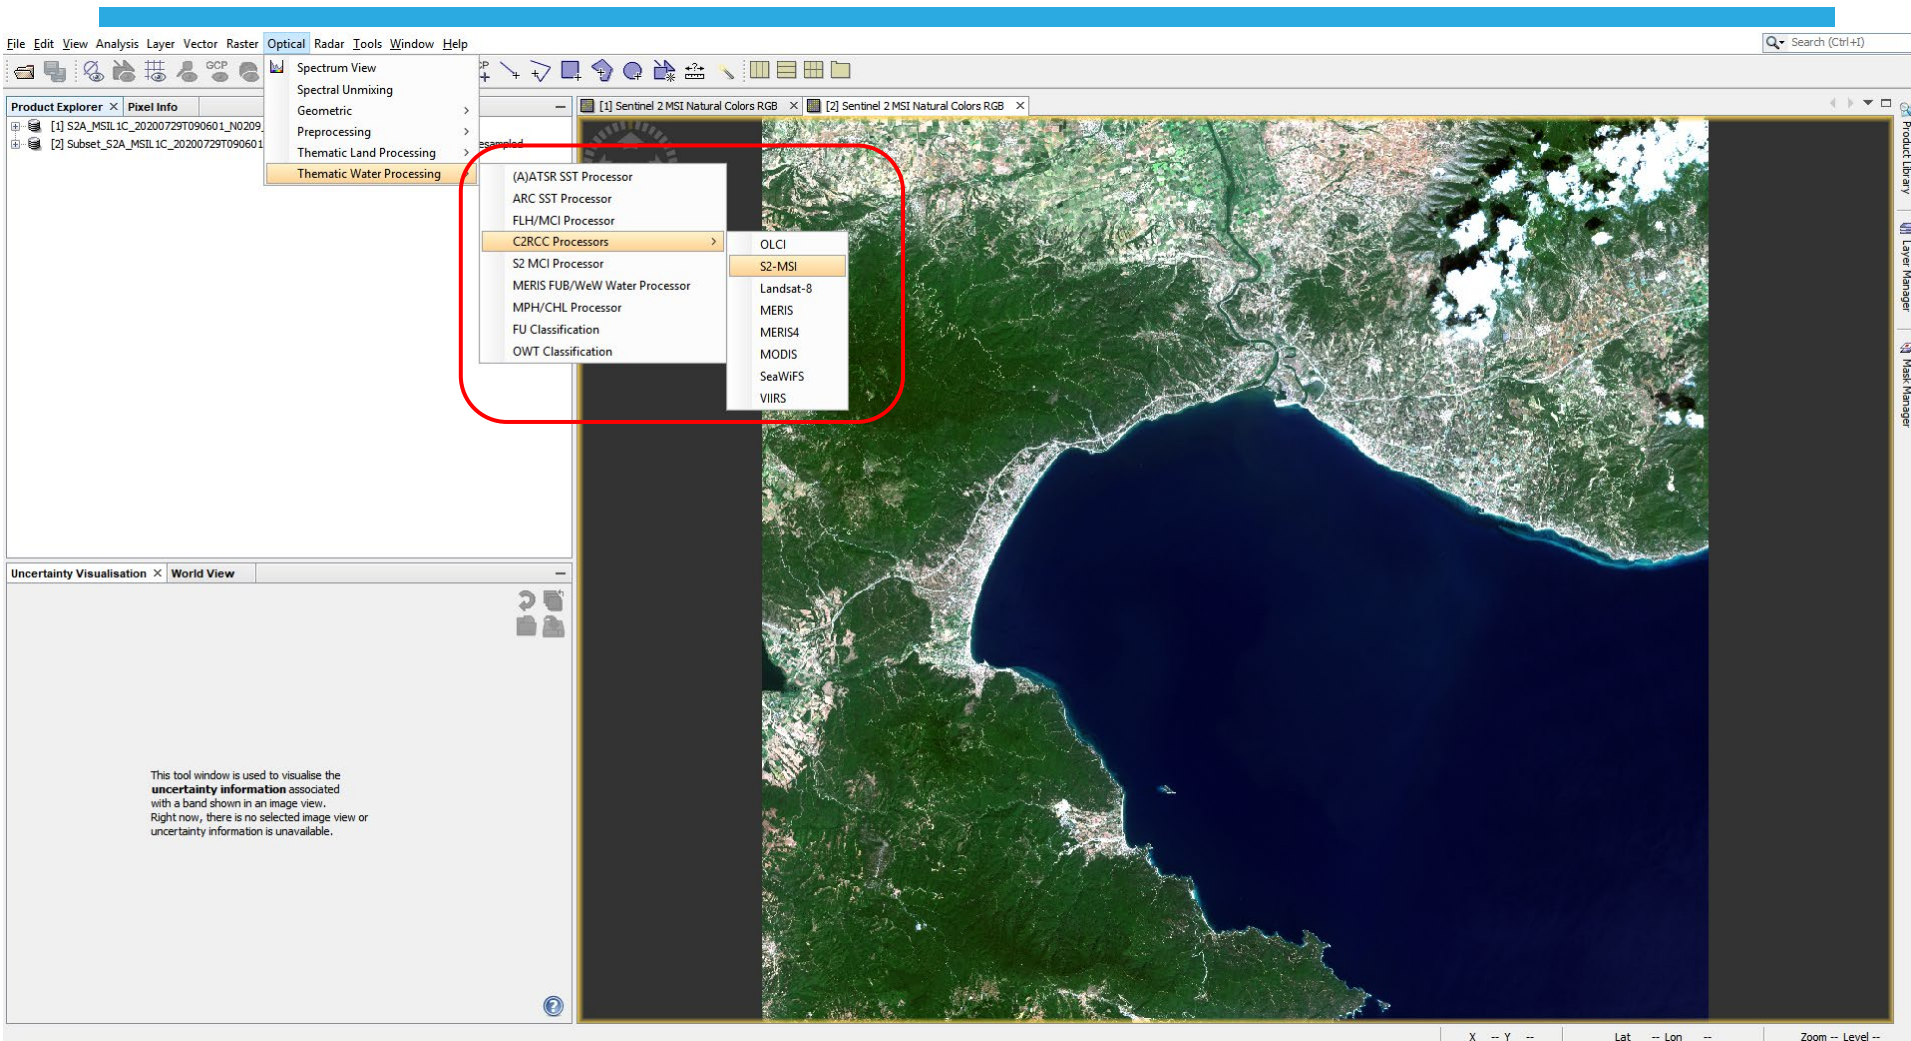 File Edit View Analysis Layer Vector Raster Optical Radar Tools Window Help
Search (Ctrl+I)
GCP
Spectrum View
Spectral Unmixing
Geometric
Preprocessing
Thematic Land Processing
Thematic Water Processing
Product Explorer Pixel Info
[1] S2A_MSIL1C_20200729T090601_N0209
[2] Subset_S2A_MSIL1C_20200729T090601
[1] Sentinel 2 MSI Natural Colors RGB
[2] Sentinel 2 MSI Natural Colors RGB
(A)ATSR SST Processor
ARC SST Processor
FLH/MCI Processor
C2RCC Processors
S2 MCI Processor
MERIS FUB/WeW Water Processor
MPH/CHL Processor
FU Classification
OWT Classification
OLCI
S2-MSI
Landsat-8
MERIS
MERIS4
MODIS
SeaWiFS
VIIRS
Product Library
Layer Manager
Mask Manager
Uncertainty Visualisation World View
This tool window is used to visualise the
uncertainty information associated
with a band shown in an image view.
Right now, there is no selected image view or
uncertainty information is unavailable.
X -- Y -- Lat -- Lon -- Zoom -- Level --